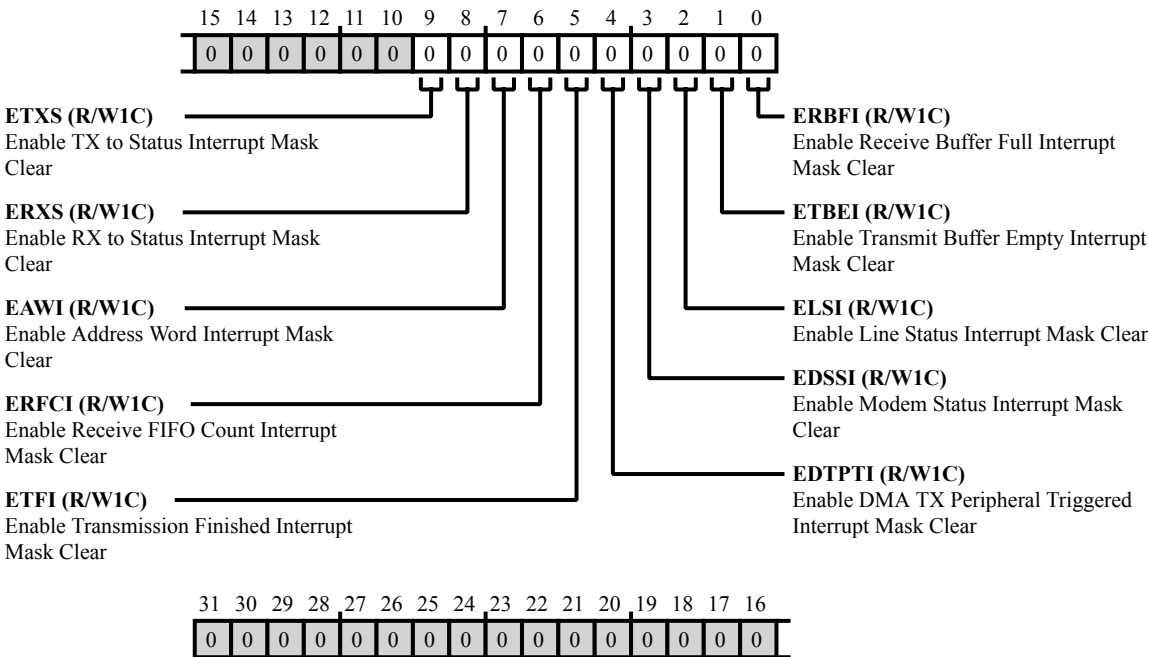 15 14 13 12 11 10 9 8 7 6 5 4 3 2 1 0
0 0 0 0 0 0 0 0 0 0 0 0 0 0 0 0
ETXS (R/W1C)
Enable TX to Status Interrupt Mask
Clear
ERXS (R/W1C)
Enable RX to Status Interrupt Mask
Clear
EAWI (R/W1C)
Enable Address Word Interrupt Mask
Clear
ERFCI (R/W1C)
Enable Receive FIFO Count Interrupt
Mask Clear
ETFI (R/W1C)
Enable Transmission Finished Interrupt
Mask Clear
ERBFI (R/W1C)
Enable Receive Buffer Full Interrupt
Mask Clear
ETBEI (R/W1C)
Enable Transmit Buffer Empty Interrupt
Mask Clear
ELSI (R/W1C)
Enable Line Status Interrupt Mask Clear
EDSSI (R/W1C)
Enable Modem Status Interrupt Mask
Clear
EDTPTI (R/W1C)
Enable DMA TX Peripheral Triggered
Interrupt Mask Clear
31 30 29 28 27 26 25 24 23 22 21 20 19 18 17 16
0 0 0 0 0 0 0 0 0 0 0 0 0 0 0 0